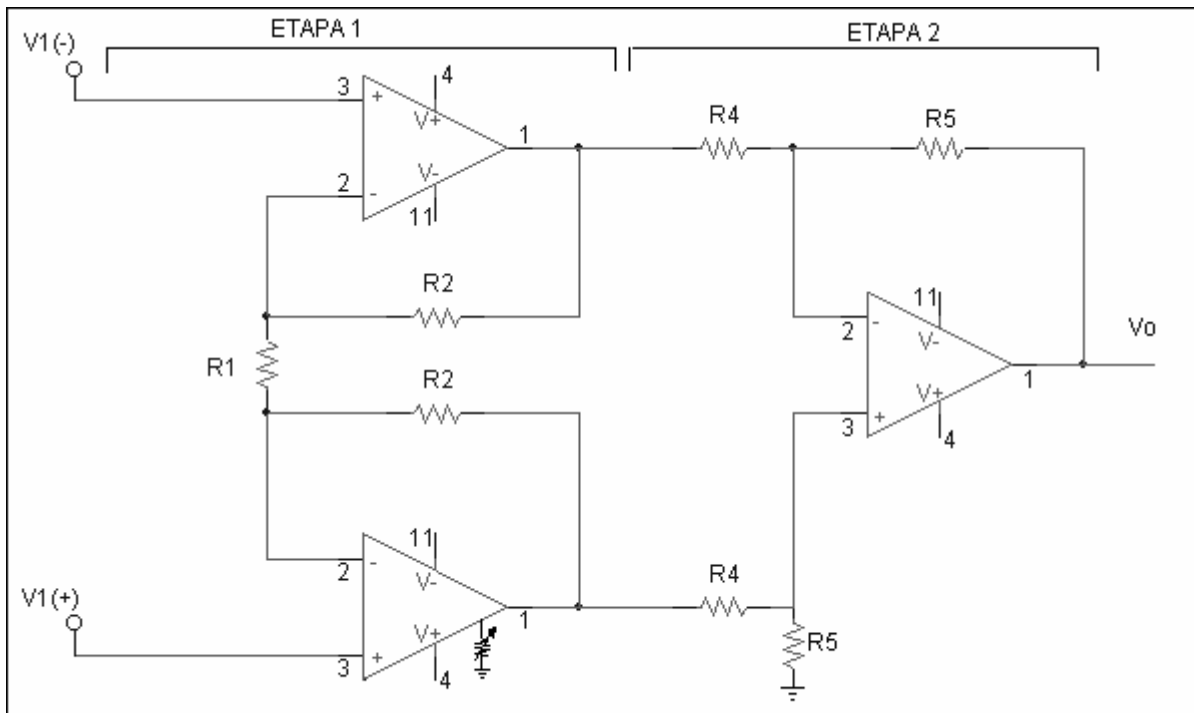 ETAPA 1
ETAPA 2
V1(-)
3
+
4
V+
1
R4
R5
V-
2
-
11
R2
R1
R2
11
2
-
V-
1
Vo
11
V-
2
-
V+
1
3
+
4
V1(+)
V+
3
+
4
R4
R5